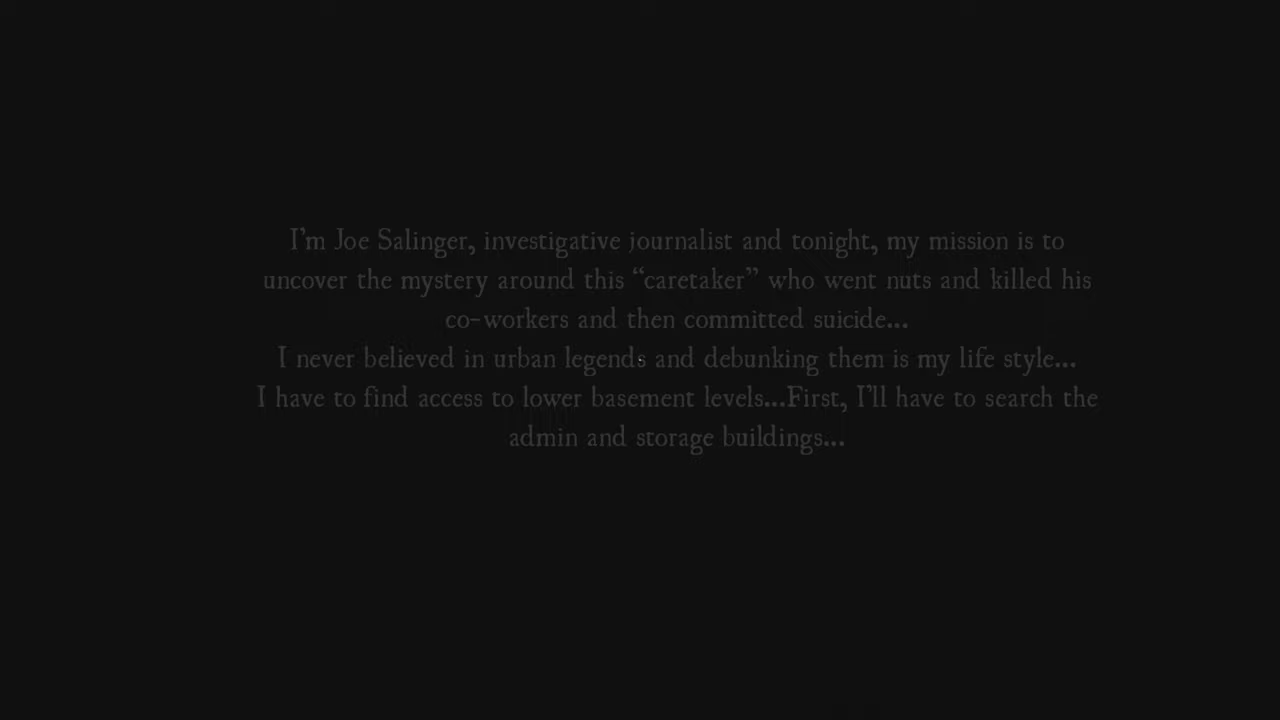 I'm Joe Salinger, investigative journalist and tonight, my mission is to
uncover the mystery around this “caretaker” who went nuts and killed his
co-workers and then committed suicide...
I never believed in urban legends and debunking them is my life style...
I have to find access to lower basement levels...First, I'll have to search the
admin and storage buildings...